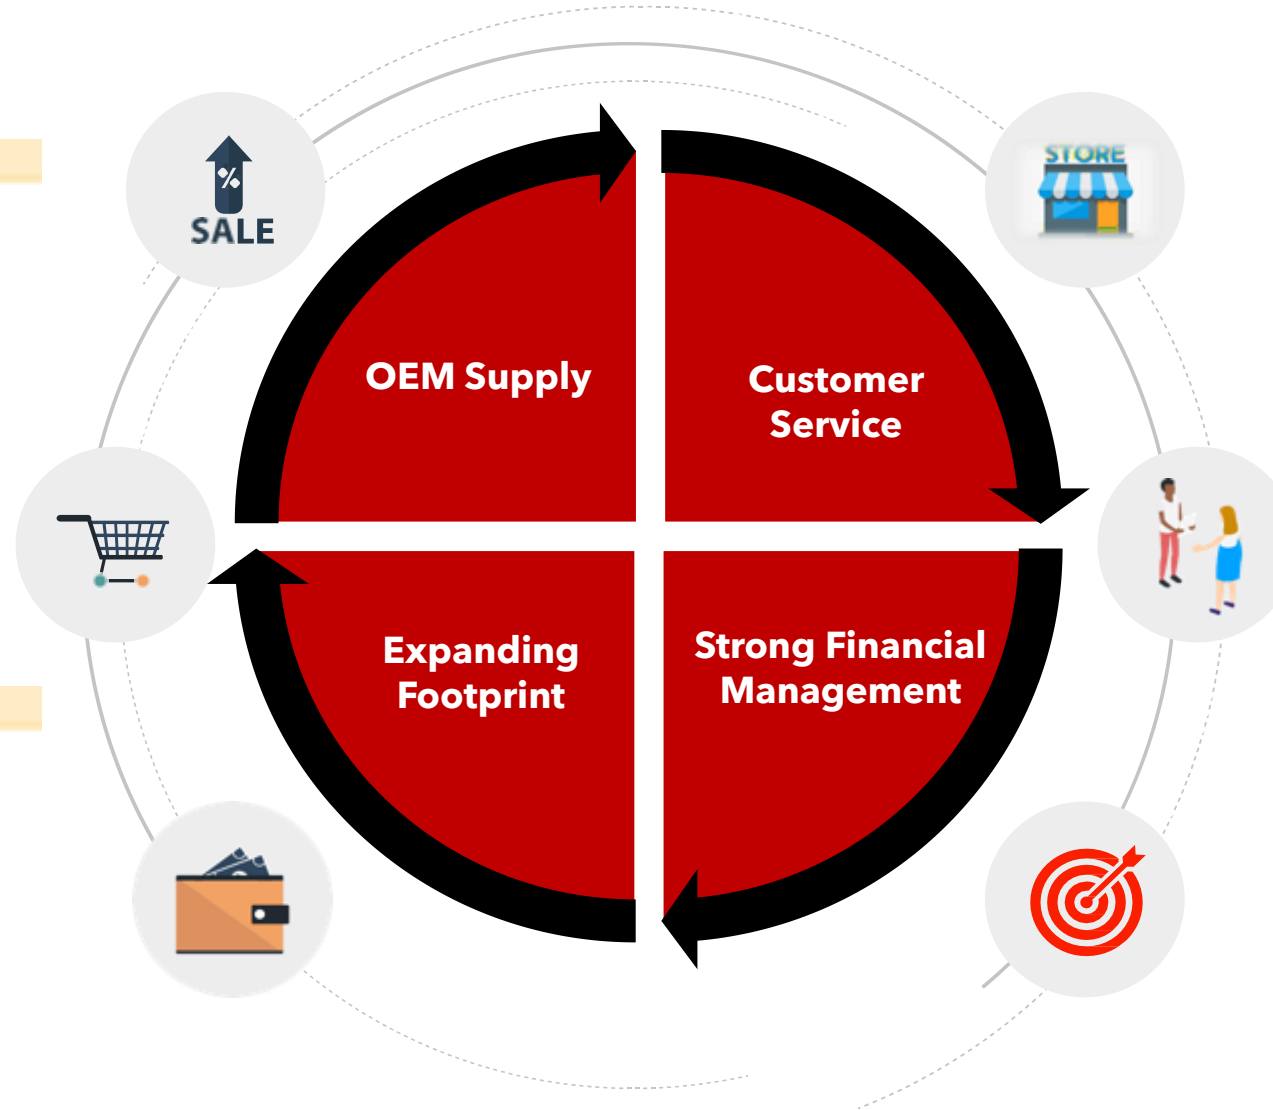 %
SALE
STORE
OEM Supply
Customer
Service
Expanding
Footprint
Strong Financial
Management